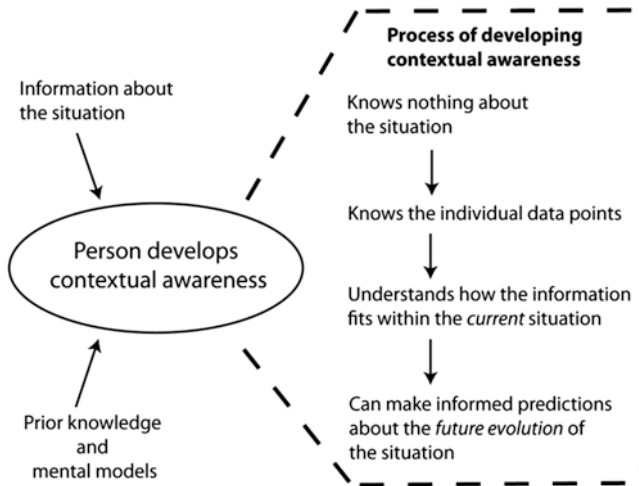 Information about
the situation
Person develops
contextual awareness
Prior knowledge
and
mental models
Process of developing
contextual awareness
Knows nothing about
the situation
Knows the individual data points
Understands how the information
fits within the current situation
Can make informed predictions
about the future evolution of
the situation